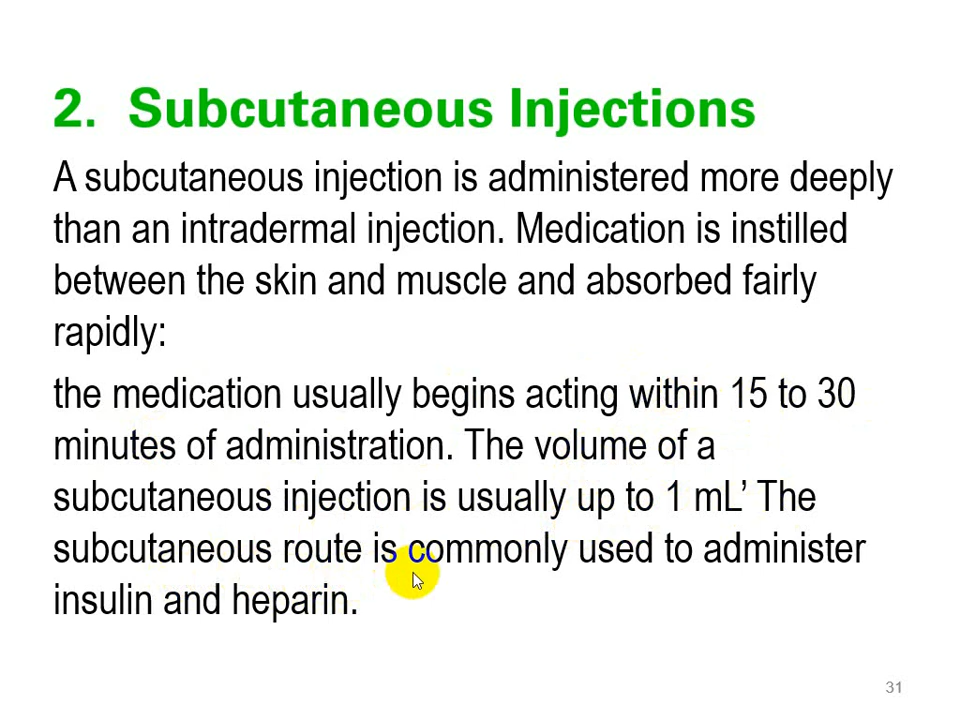 2. Subcutaneous Injections
A subcutaneous injection is administered more deeply
than an intradermal injection. Medication is instilled
between the skin and muscle and absorbed fairly
rapidly:
the medication usually begins acting within 15 to 30
minutes of administration. The volume of a
subcutaneous injection is usually up to 1 mL’ The
subcutaneous route is commonly used to administer
insulin and heparin.
31